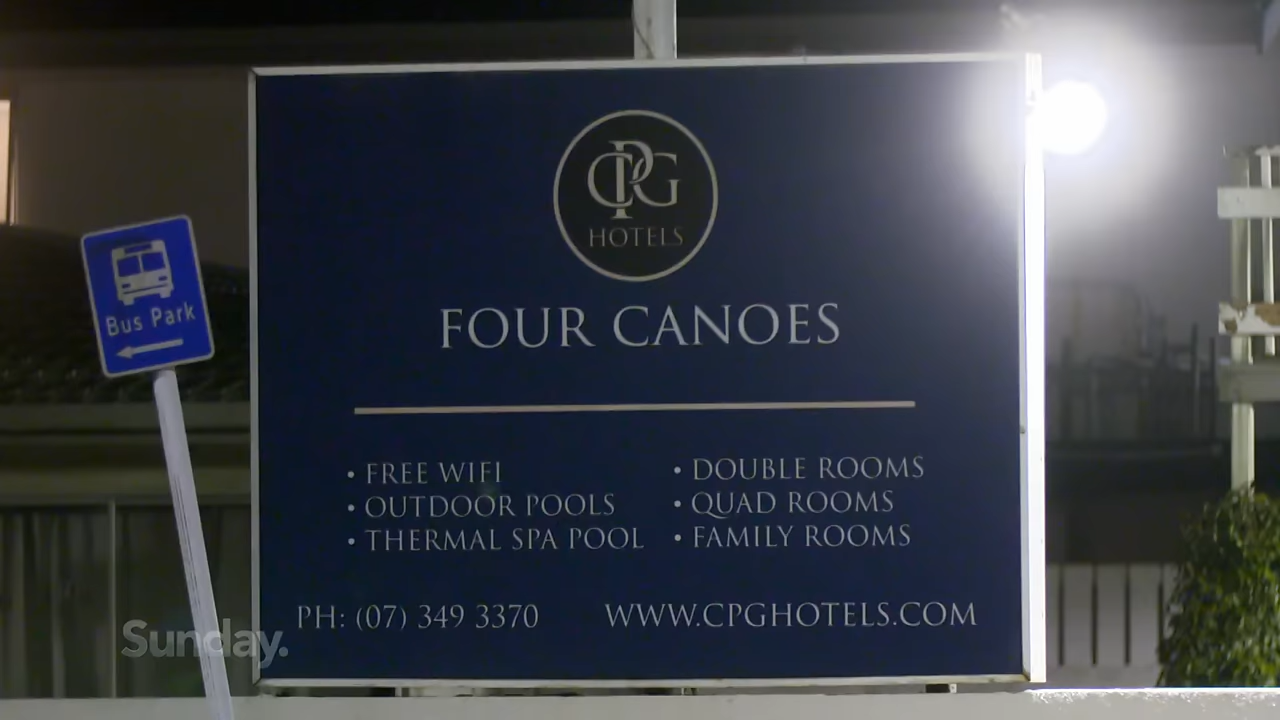 CPG
HOTELS
FOUR CANOES
Bus Park
• FREE WIFI
• OUTDOOR POOLS
• THERMAL SPA POOL
• DOUBLE ROOMS
• QUAD ROOMS
• FAMILY ROOMS
PH: (07) 349 3370
WWW.CPGHOTELS.COM
Sunday.